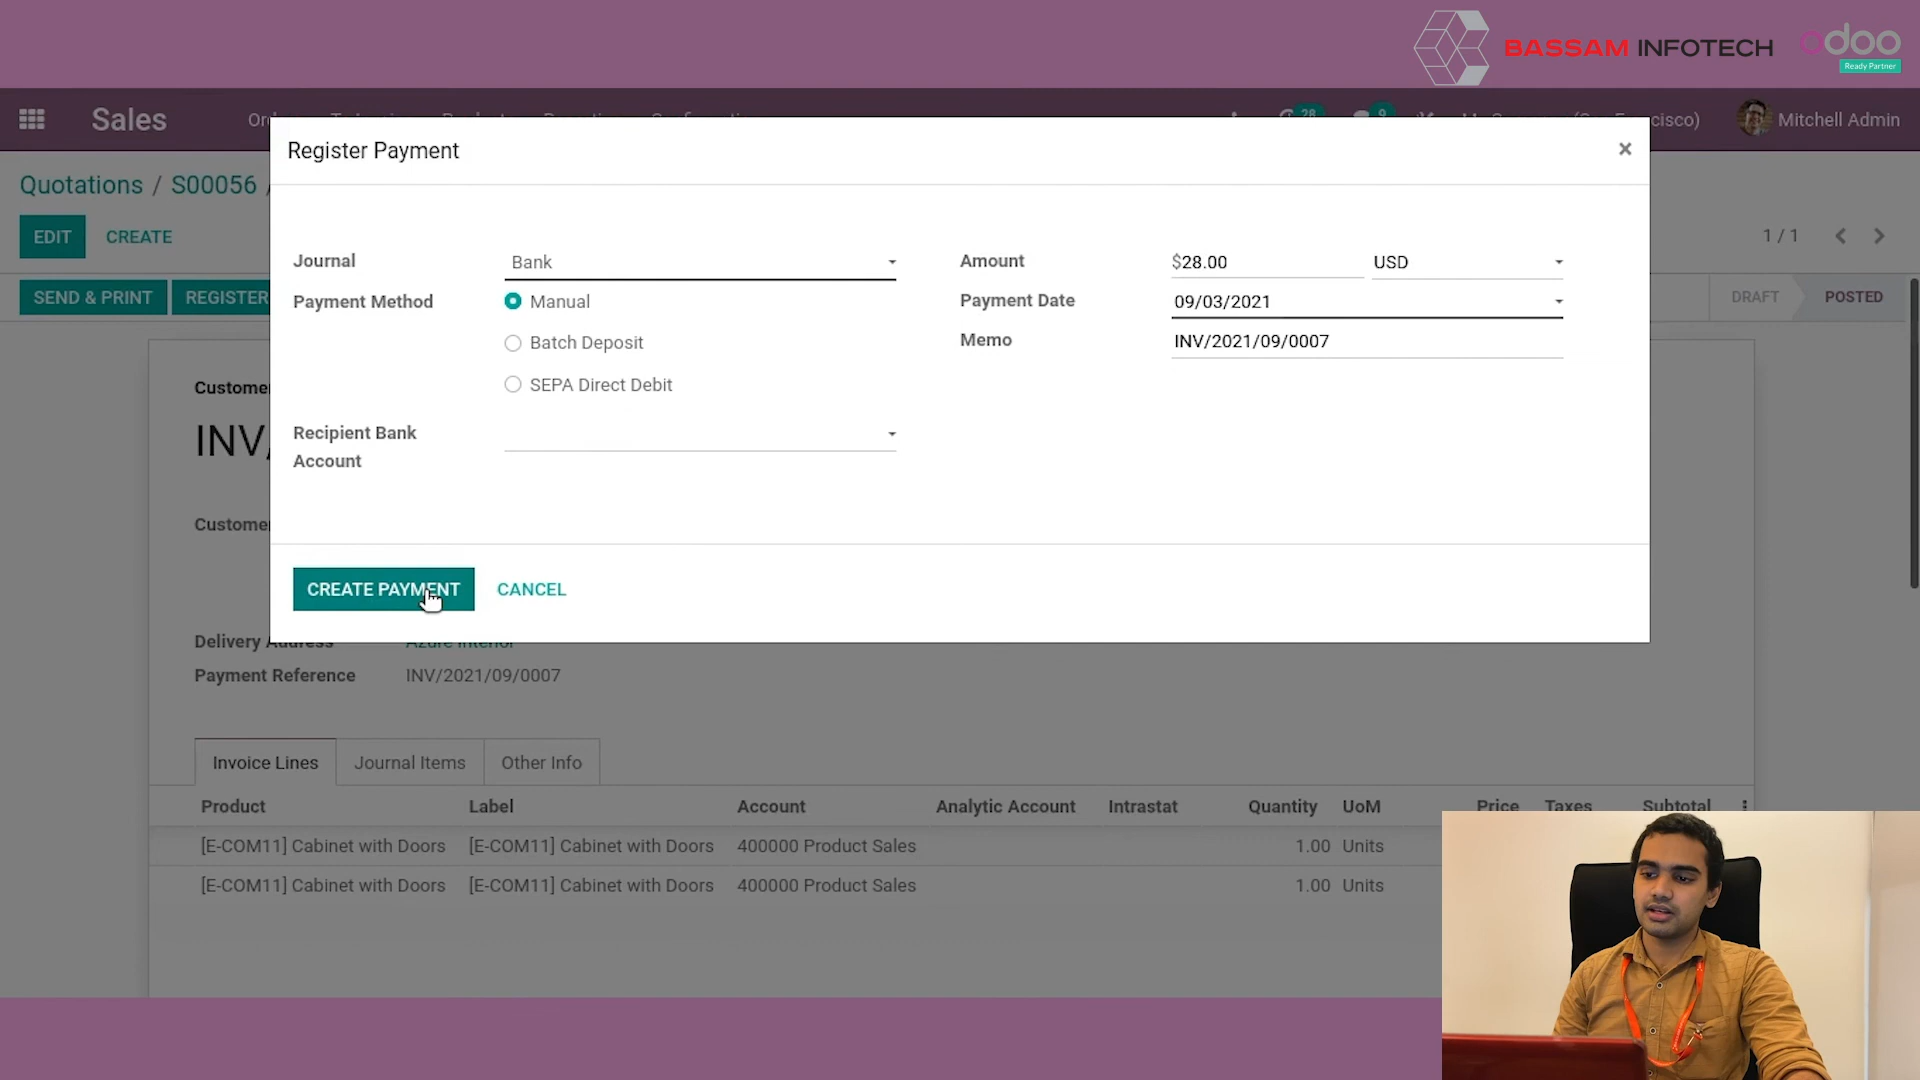 BASSAM INFOTECH
odoo
Ready Partner
Sales
28
9
Mitchell Admin
Register Payment
×
Quotations / S00056 /
EDIT
CREATE
1 / 1
SEND & PRINT
REGISTER
DRAFT
POSTED
Journal
Bank
Amount
$28.00
USD
Payment Method
Manual
Payment Date
09/03/2021
Batch Deposit
Memo
INV/2021/09/0007
SEPA Direct Debit
Recipient Bank
Account
CREATE PAYMENT
CANCEL
Delivery Address
Azure Interior
Payment Reference
INV/2021/09/0007
Invoice Lines
Journal Items
Other Info
Product Label Account Analytic Account Intrastat Quantity UoM Price Taxes Subtotal
[E-COM11] Cabinet with Doors [E-COM11] Cabinet with Doors 400000 Product Sales 1.00 Units
[E-COM11] Cabinet with Doors [E-COM11] Cabinet with Doors 400000 Product Sales 1.00 Units